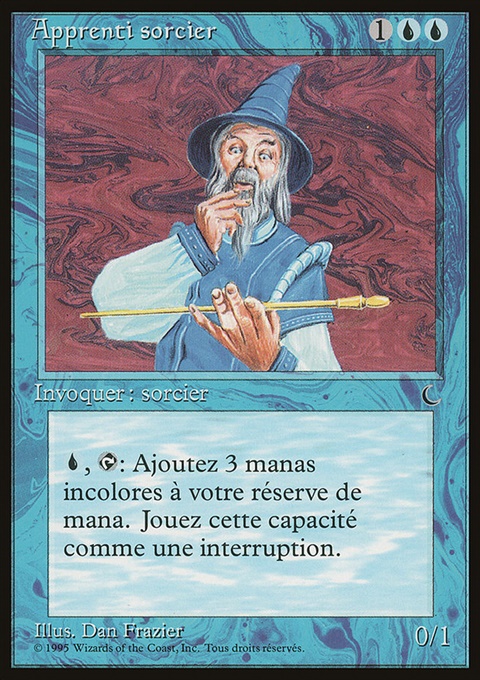 Apprenti sorcier 1
Invoquer : sorcier
, : Ajoutez 3 manas
incolores à votre réserve de
mana. Jouez cette capacité
comme une interruption.
Illus. Dan Frazier
0/1
© 1995 Wizards of the Coast, Inc. Tous droits réservés.